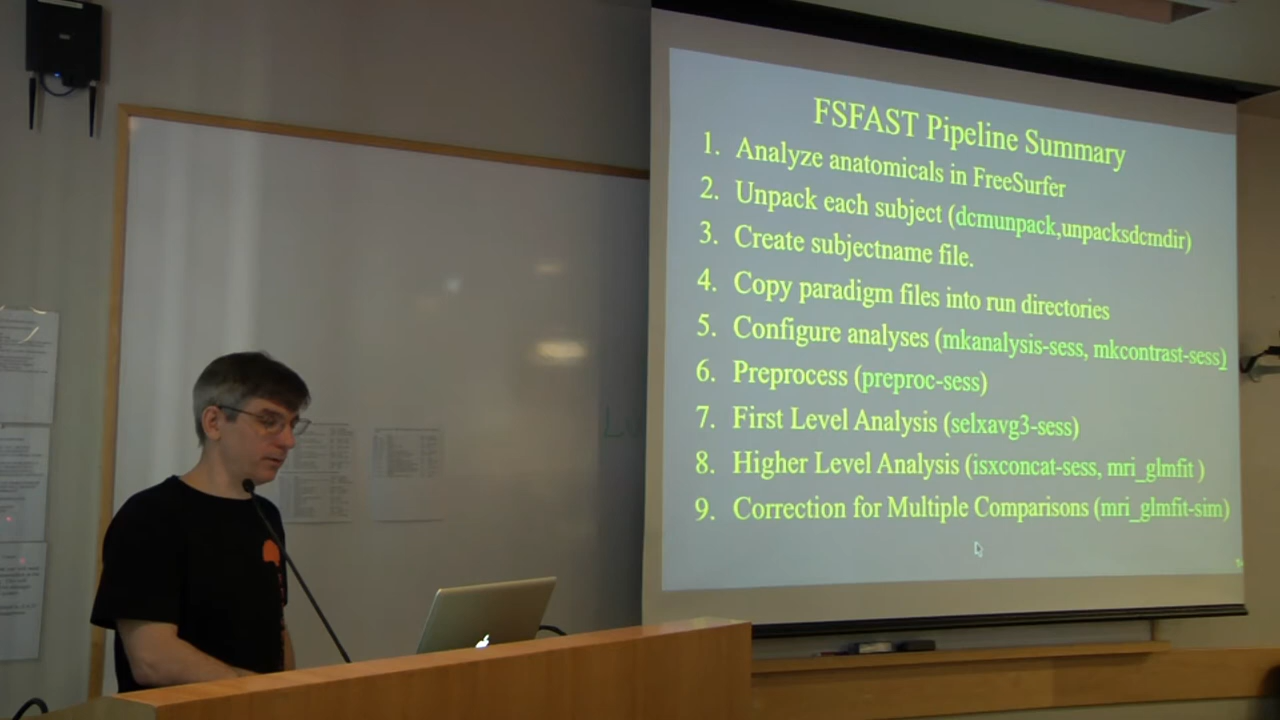 FSFAST Pipeline Summary
1. Analyze anatomicals in FreeSurfer
2. Unpack each subject (dcmunpack,unpacksdcmdir)
3. Create subjectname file.
4. Copy paradigm files into run directories
5. Configure analyses (mkanalysis-sess, mkcontrast-sess)
6. Preprocess (preproc-sess)
7. First Level Analysis (selxavg3-sess)
8. Higher Level Analysis (isxconcat-sess, mri_glmfit )
9. Correction for Multiple Comparisons (mri_glmfit-sim)